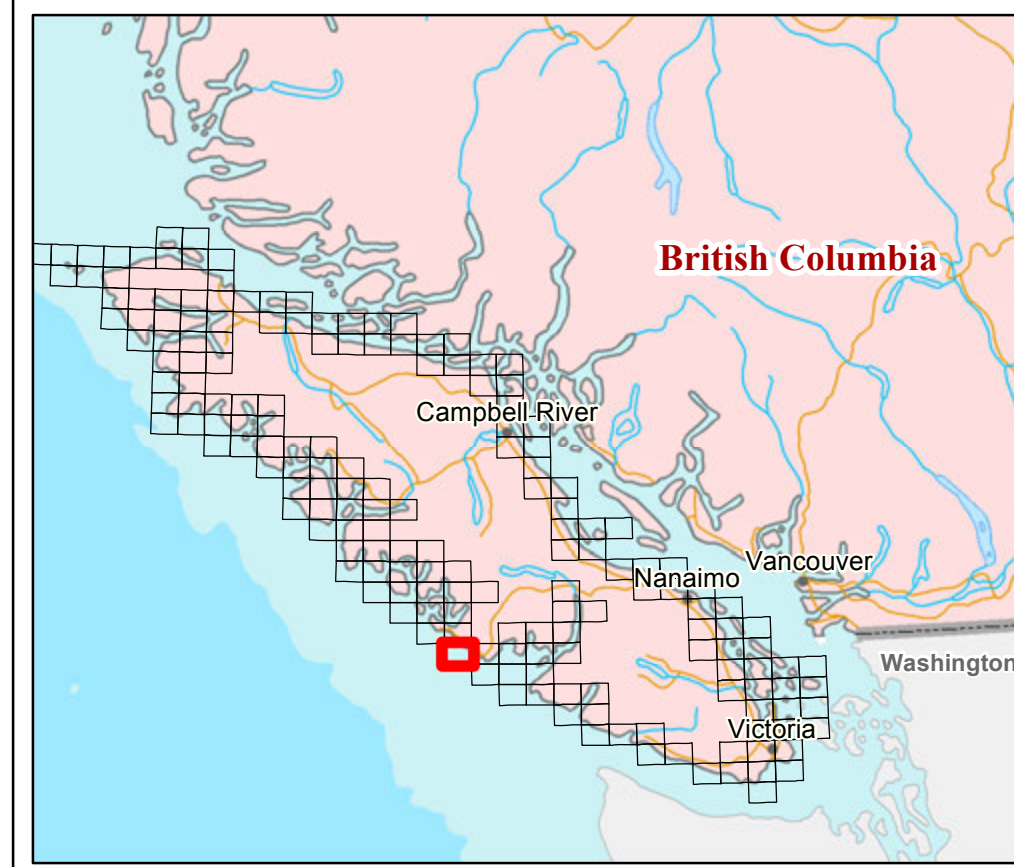 British Columbia
Campbell River
Vancouver
Nanaimo
Washington
Victoria